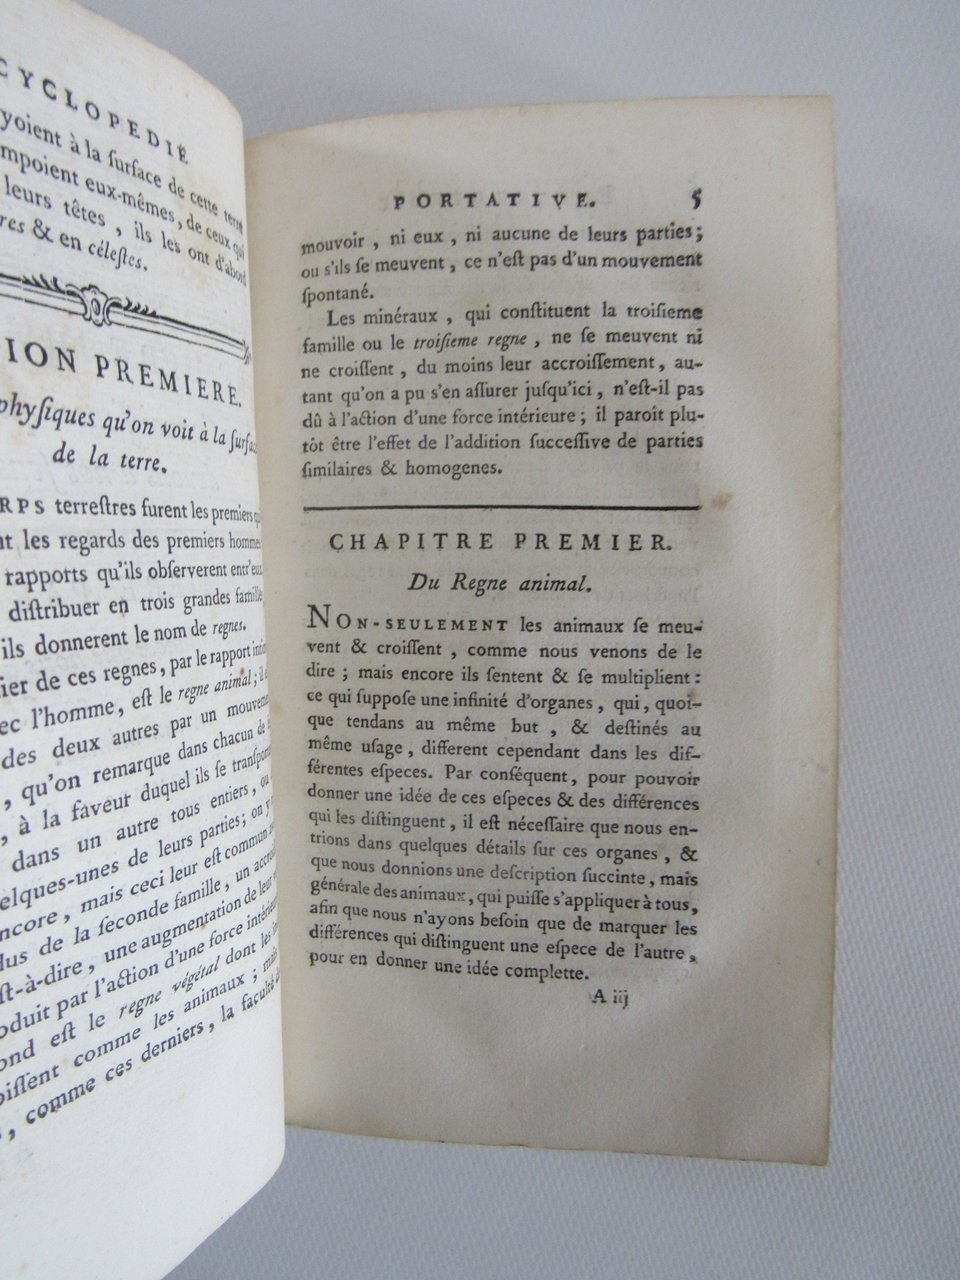 CYCLOPEDIE
yoient à la ſurface de cette terre
mpoient eux-mêmes, de ceux qui
leurs têtes, ils les ont d'abord
res & en céleſtes.
ION PREMIERE.
phyſiques qu'on voit à la ſurfac
de la terre.
RPS terreſtres furent les premiers q
nt les regards des premiers hommes
rapports qu'ils obſerverent entr'eux
diſtribuer en trois grandes famille
ils donnerent le nom de regnes.
ier de ces regnes, par le rapport
ec l'homme, eſt le regne animal;
des deux autres par un mouveme
, qu'on remarque dans chacun de
, à la faveur duquel ils ſe tranſpor
dans un autre tous entiers, ou
elques-unes de leurs parties; on y
ncore, mais ceci leur eſt commun
lus de la ſeconde famille, un accroi
ſt-à-dire, une augmentation de leur
oduit par l'action d'une force intérieur
ond eſt le regne végétal dont les
oiſſent comme les animaux; mais
, comme ces derniers, la faculté d
PORTATIVE. 5
mouvoir, ni eux, ni aucune de leurs parties;
ou s'ils ſe meuvent, ce n'eſt pas d'un mouvement
ſpontané.
Les minéraux, qui conſtituent la troiſieme
famille ou le troiſieme regne, ne ſe meuvent ni
ne croiſſent, du moins leur accroiſſement, au-
tant qu'on a pu s'en aſſurer juſqu'ici, n'eſt-il pas
dû à l'action d'une force intérieure; il paroît plu-
tôt être l'effet de l'addition ſucceſſive de parties
ſimilaires & homogenes.
CHAPITRE PREMIER.
Du Regne animal.
NON-SEULEMENT les animaux ſe meu-
vent & croiſſent, comme nous venons de le
dire; mais encore ils ſentent & ſe multiplient:
ce qui ſuppoſe une infinité d'organes, qui, quoi-
que tendans au même but, & deſtinés au
même uſage, different cependant dans les dif-
férentes eſpeces. Par conſéquent, pour pouvoir
donner une idée de ces eſpeces & des différences
qui les diſtinguent, il eſt néceſſaire que nous en-
trions dans quelques détails ſur ces organes, &
que nous donnions une deſcription ſuccinte, mais
générale des animaux, qui puiſſe s'appliquer à tous,
afin que nous n'ayons beſoin que de marquer les
différences qui diſtinguent une eſpece de l'autre,
pour en donner une idée complette.
A iij